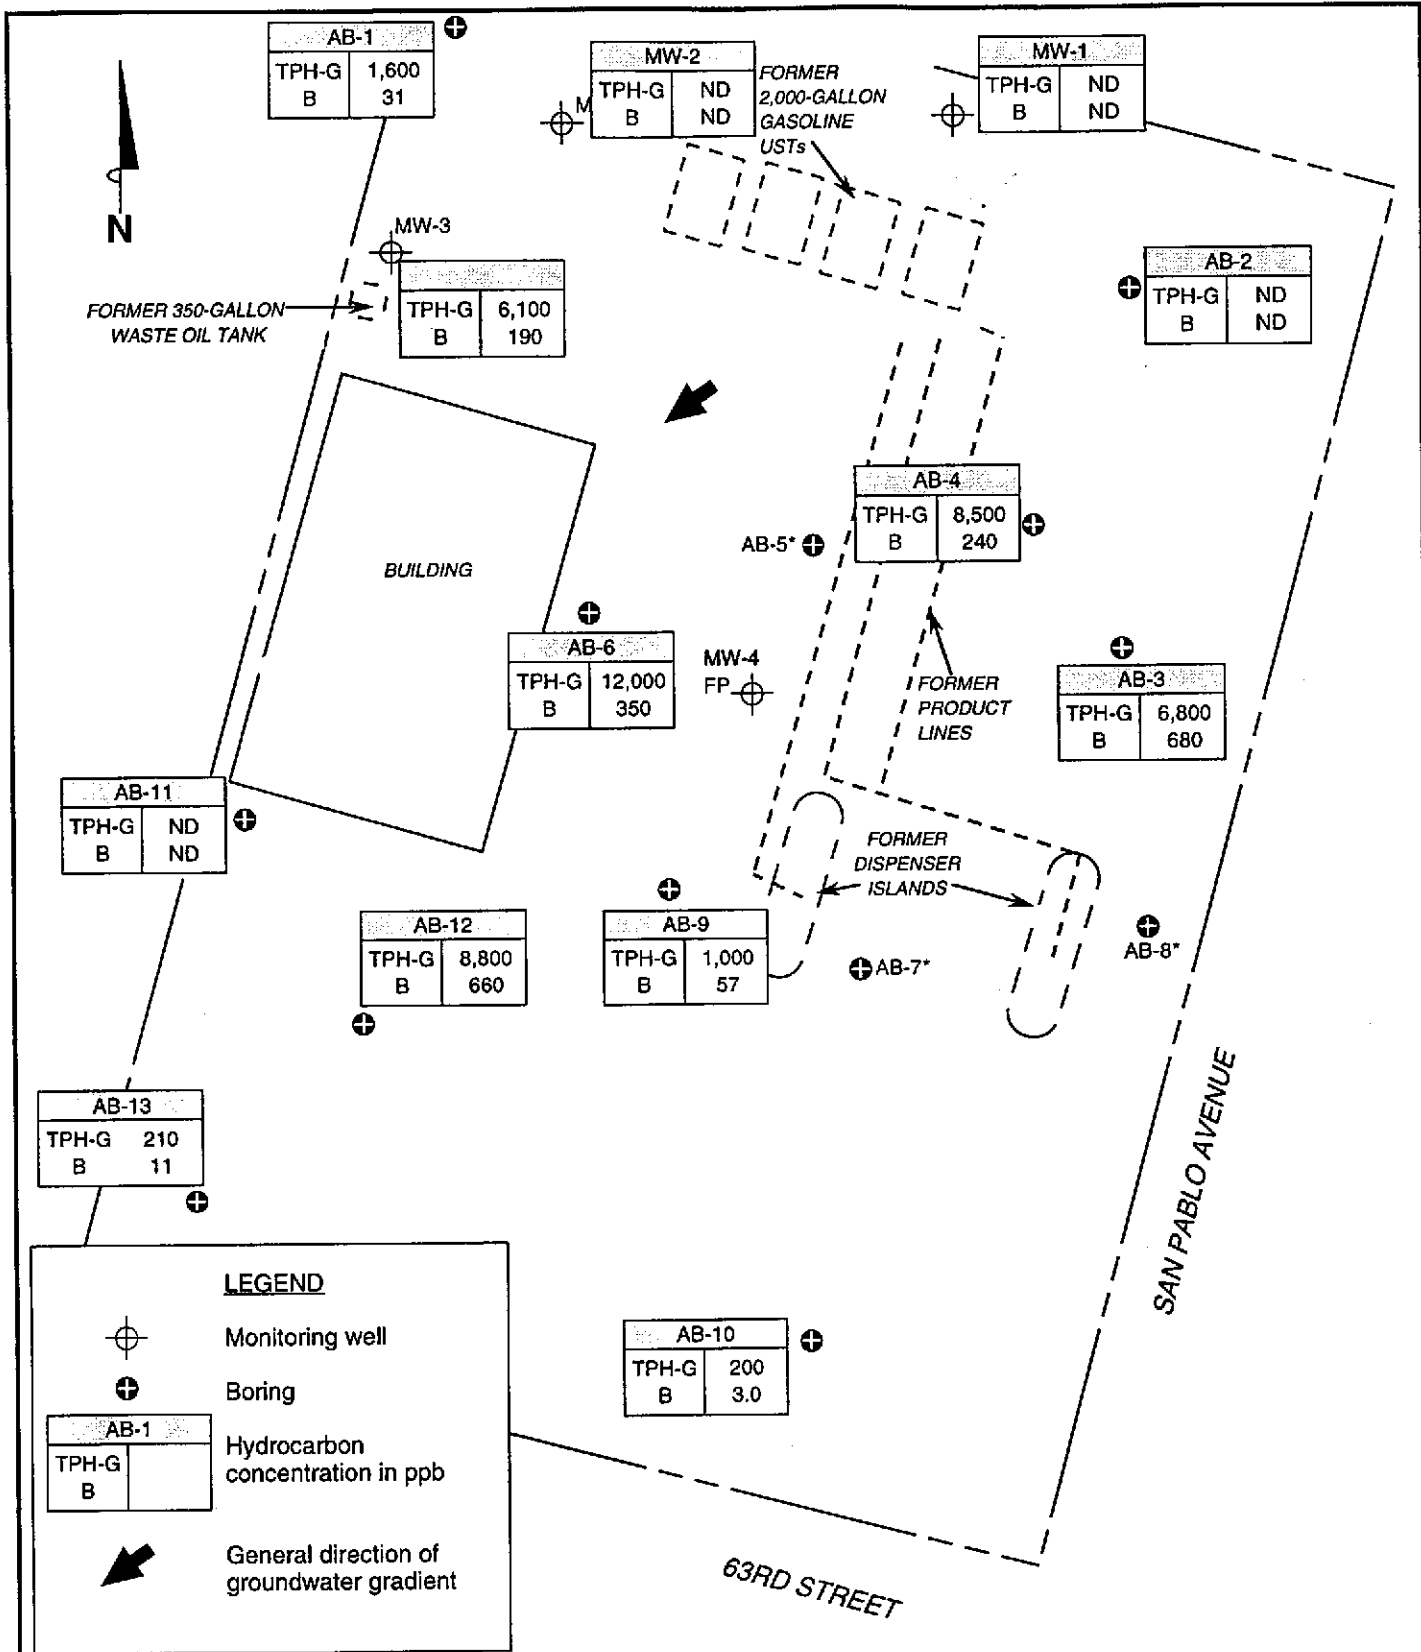 AB-1
TPH-G 1,600
B 31
MW-2
TPH-G ND
B ND
M
FORMER
2,000-GALLON
GASOLINE
USTs
MW-1
TPH-G ND
B ND
N
MW-3
TPH-G 6,100
B 190
FORMER 350-GALLON
WASTE OIL TANK
AB-2
TPH-G ND
B ND
AB-4
TPH-G 8,500
B 240
AB-5*
BUILDING
AB-6
TPH-G 12,000
B 350
MW-4
FP
FORMER
PRODUCT
LINES
AB-3
TPH-G 6,800
B 680
AB-11
TPH-G ND
B ND
FORMER
DISPENSER
ISLANDS
AB-12
TPH-G 8,800
B 660
AB-9
TPH-G 1,000
B 57
AB-7*
AB-8*
AB-13
TPH-G 210
B 11
SAN PABLO AVENUE
LEGEND
Monitoring well
Boring
AB-1
TPH-G
B
Hydrocarbon
concentration in ppb
General direction of
groundwater gradient
AB-10
TPH-G 200
B 3.0
63RD STREET